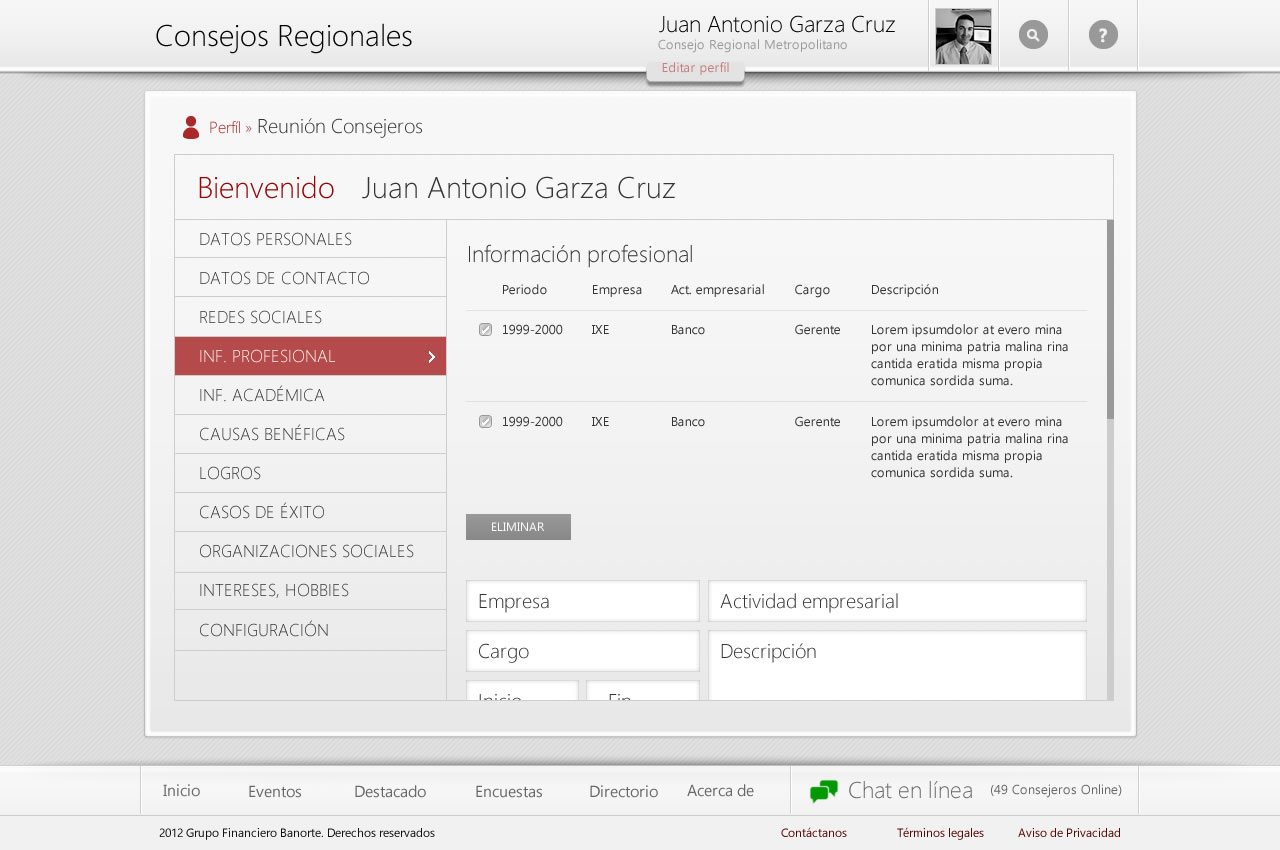 Consejos Regionales
Juan Antonio Garza Cruz
Consejo Regional Metropolitano
Editar perfil
?
Perfíl » Reunión Consejeros
Bienvenido Juan Antonio Garza Cruz
DATOS PERSONALES
DATOS DE CONTACTO
REDES SOCIALES
INF. PROFESIONAL
INF. ACADÉMICA
CAUSAS BENÉFICAS
LOGROS
CASOS DE ÉXITO
ORGANIZACIONES SOCIALES
INTERESES, HOBBIES
CONFIGURACIÓN
Información profesional
Periodo Empresa Act. empresarial Cargo Descripción
1999-2000 IXE Banco Gerente Lorem ipsumdolor at evero mina
por una minima patria malina rina
cantida eratida misma propia
comunica sordida suma.
1999-2000 IXE Banco Gerente Lorem ipsumdolor at evero mina
por una minima patria malina rina
cantida eratida misma propia
comunica sordida suma.
ELIMINAR
Empresa Actividad empresarial
Cargo Descripción
Inicio Fin
Inicio Eventos Destacado Encuestas Directorio Acerca de
Chat en línea (49 Consejeros Online)
2012 Grupo Financiero Banorte. Derechos reservados
Contáctanos Términos legales Aviso de Privacidad